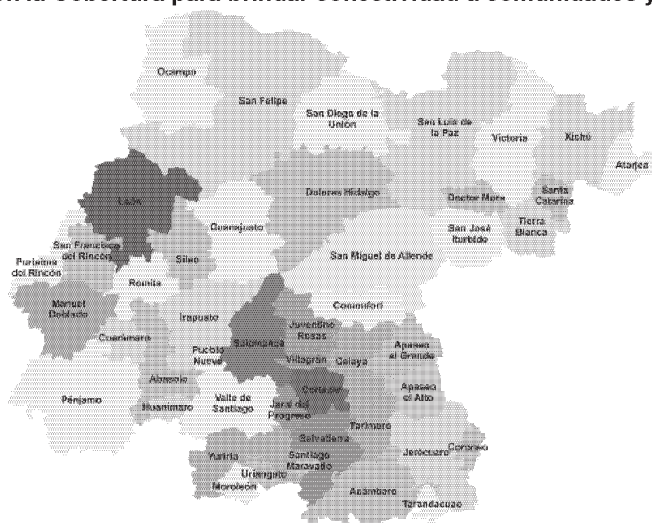 Ocampo
San Felipe
San Diego de la
Unión
San Luis de
la Paz
Victoria
Xichú
Atarjea
León
Dolores Hidalgo
Doctor Mora
Santa
Catarina
Guanajuato
San José
Iturbide
Tierra
Blanca
San Francisco
del Rincón
Purísima
del Rincón
Silao
San Miguel de Allende
Romita
Manuel
Doblado
Irapuato
Comonfort
Cuerámaro
Salamanca
Juventino
Rosas
Pueblo
Nuevo
Villagrán
Celaya
Apaseo
el Grande
Pénjamo
Abasolo
Huanímaro
Valle de
Santiago
Cortazar
Jaral del
Progreso
Apaseo
el Alto
Tarimoro
Salvatierra
Yuriria
Santiago
Maravatío
Jerécuaro
Coroneo
Uriangato
Moroleón
Acámbaro
Tarandacuao